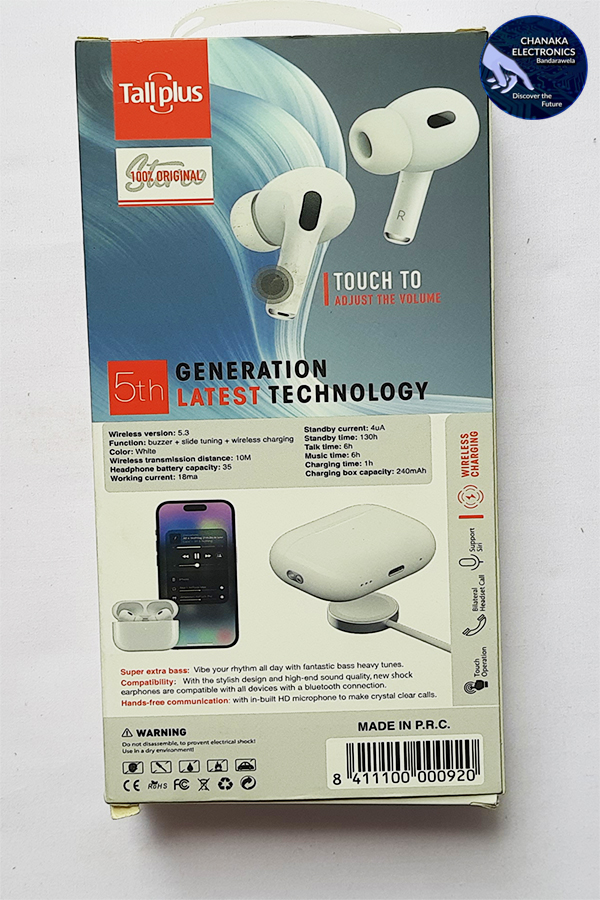 CHANAKA
ELECTRONICS
Bandarawela
Discover the
Future
Tallplus
Stereo
100% ORIGINAL
R
TOUCH TO
ADJUST THE VOLUME
5th
GENERATION
LATEST TECHNOLOGY
Wireless version: 5.3
Function: buzzer + slide tuning + wireless charging
Color: White
Wireless transmission distance: 10M
Headphone battery capacity: 35
Working current: 18ma
Standby current: 4uA
Standby time: 130h
Talk time: 6h
Music time: 6h
Charging time: 1h
Charging box capacity: 240mAh
WIRELESS
CHARGING
Support
Siri
Bilateral
Headset Call
Touch
Operation
Super extra bass: Vibe your rhythm all day with fantastic bass heavy tunes.
Compatibility: With the stylish design and high-end sound quality, new shock
earphones are compatible with all devices with a bluetooth connection.
Hands-free communication: with in-built HD microphone to make crystal clear calls.
WARNING
Do not disassemble, to provent electrical shock!
Use in a dry environment!
CE RoHS FC
MADE IN P.R.C.
8 411100 000920